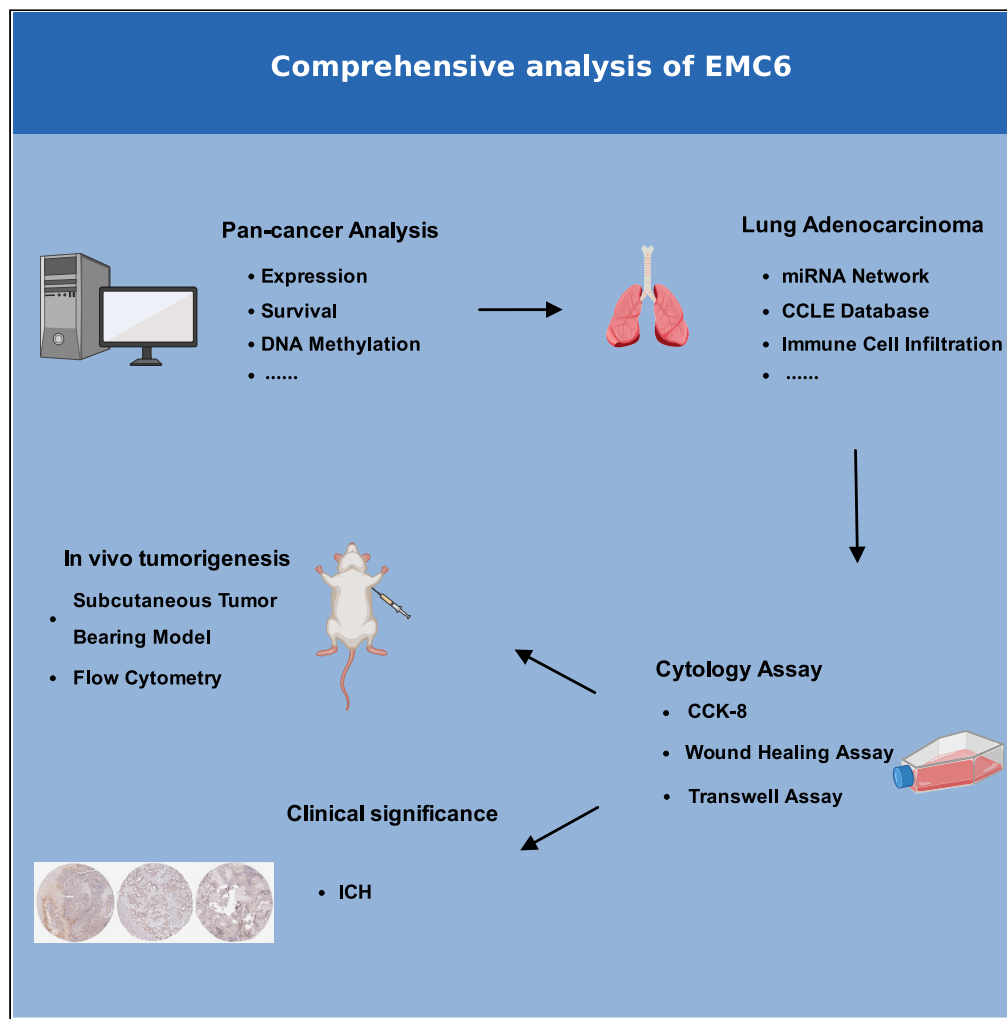 Comprehensive analysis of EMC6
Pan-cancer Analysis
• Expression
• Survival
• DNA Methylation
• ......
Lung Adenocarcinoma
• miRNA Network
• CCLE Database
• Immune Cell Infiltration
• ......
Cytology Assay
• CCK-8
• Wound Healing Assay
• Transwell Assay
In vivo tumorigenesis
• Subcutaneous Tumor
Bearing Model
• Flow Cytometry
Clinical significance
• ICH